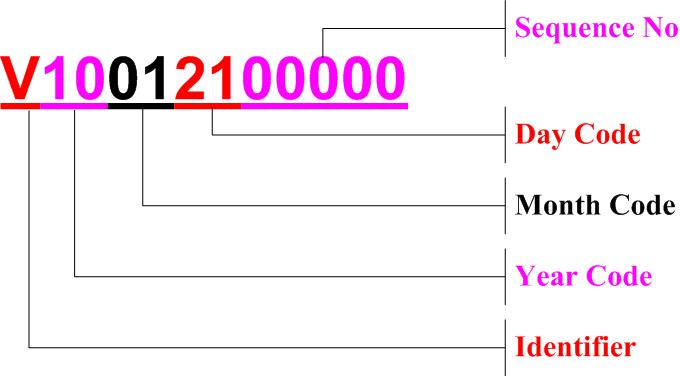 Sequence No
V10012100000
Day Code
Month Code
Year Code
Identifier